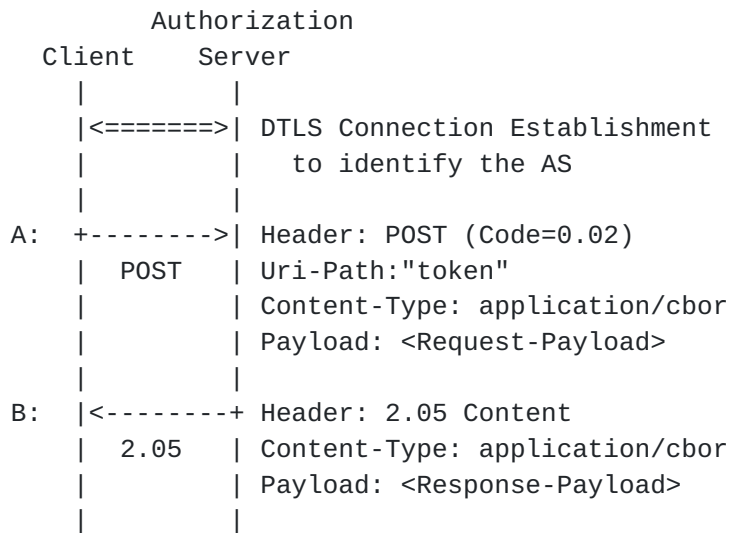 Authorization
Client    Server
|         |
|<=======>| DTLS Connection Establishment
|         |   to identify the AS
|         |
A:  +-------->| Header: POST (Code=0.02)
|  POST   | Uri-Path:"token"
|         | Content-Type: application/cbor
|         | Payload: <Request-Payload>
|         |
B:  |<--------+ Header: 2.05 Content
|  2.05   | Content-Type: application/cbor
|         | Payload: <Response-Payload>
|         |